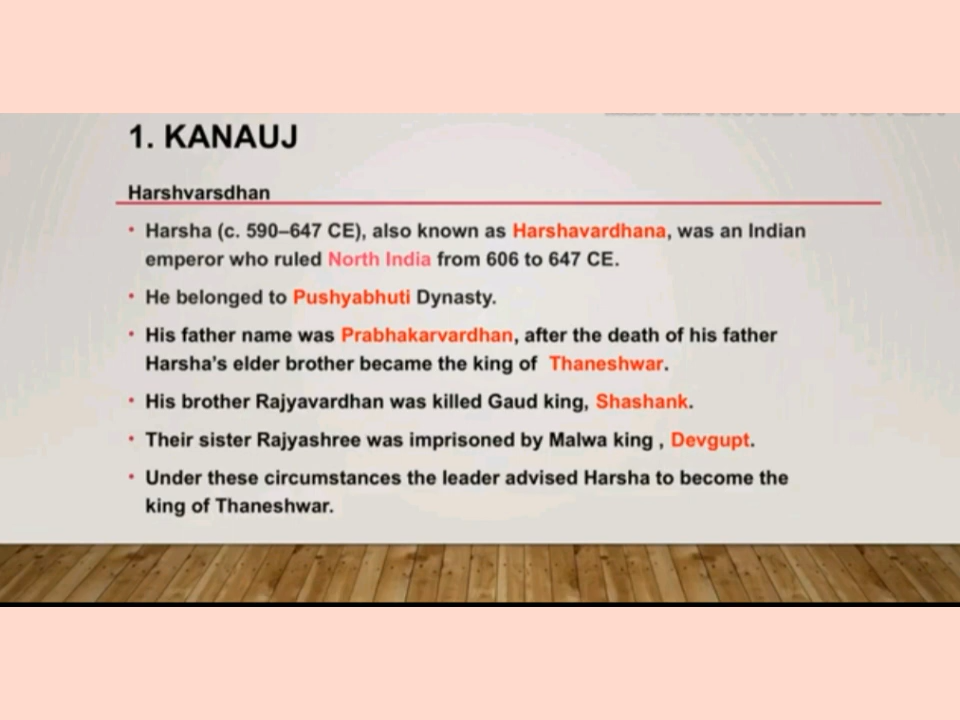 1. KANAUJ
Harshvarsdhan
• Harsha (c. 590–647 CE), also known as Harshavardhana, was an Indian
emperor who ruled North India from 606 to 647 CE.
• He belonged to Pushyabhuti Dynasty.
• His father name was Prabhakarvardhan, after the death of his father
Harsha's elder brother became the king of Thaneshwar.
• His brother Rajyavardhan was killed Gaud king, Shashank.
• Their sister Rajyashree was imprisoned by Malwa king , Devgupt.
• Under these circumstances the leader advised Harsha to become the
king of Thaneshwar.